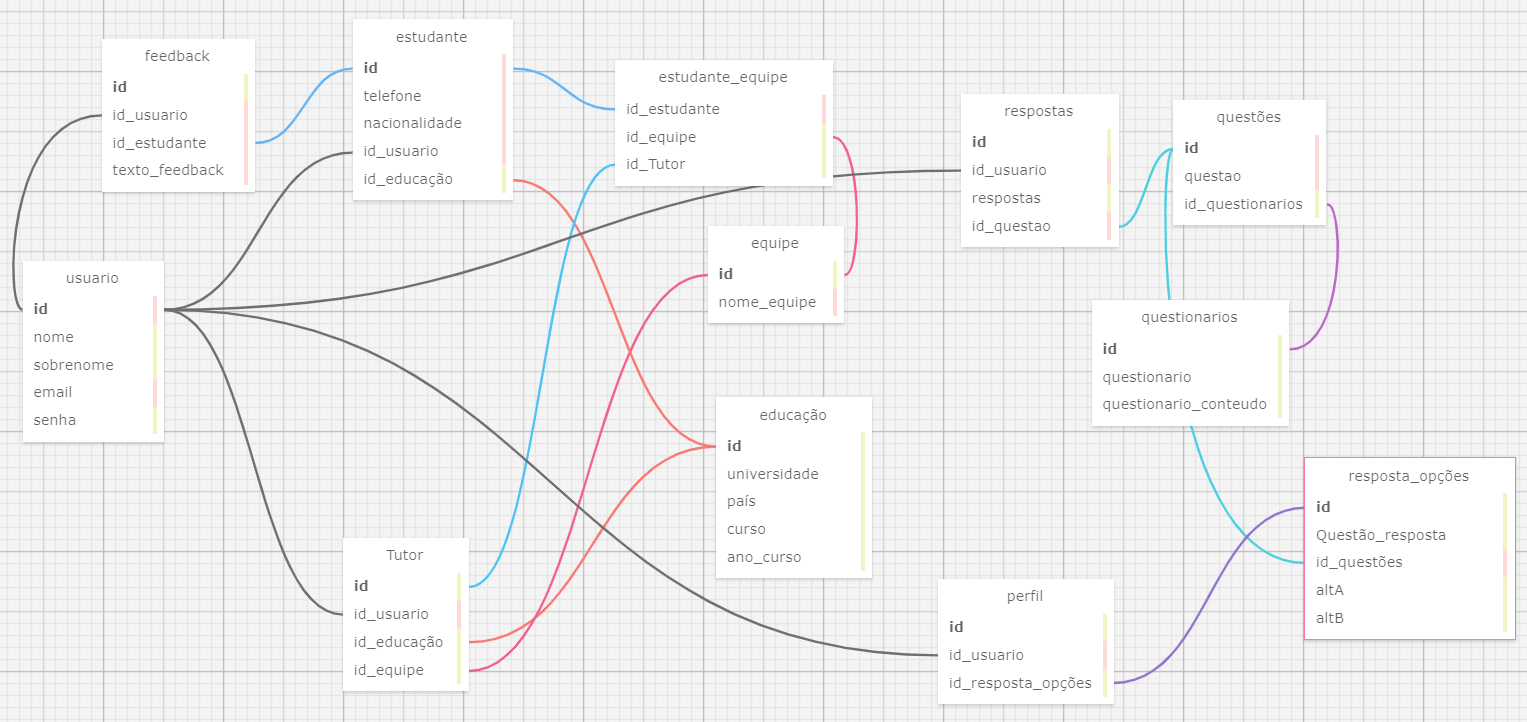 feedback
id
id_usuario
id_estudante
texto_feedback
estudante
id
telefone
nacionalidade
id_usuario
id_educação
estudante_equipe
id_estudante
id_equipe
id_Tutor
respostas
id
id_usuario
respostas
id_questao
questões
id
questao
id_questionarios
usuario
id
nome
sobrenome
email
senha
equipe
id
nome_equipe
questionarios
id
questionario
questionario_conteudo
educação
id
universidade
país
curso
ano_curso
resposta_opções
id
Questão_resposta
id_questões
altA
altB
Tutor
id
id_usuario
id_educação
id_equipe
perfil
id
id_usuario
id_resposta_opções